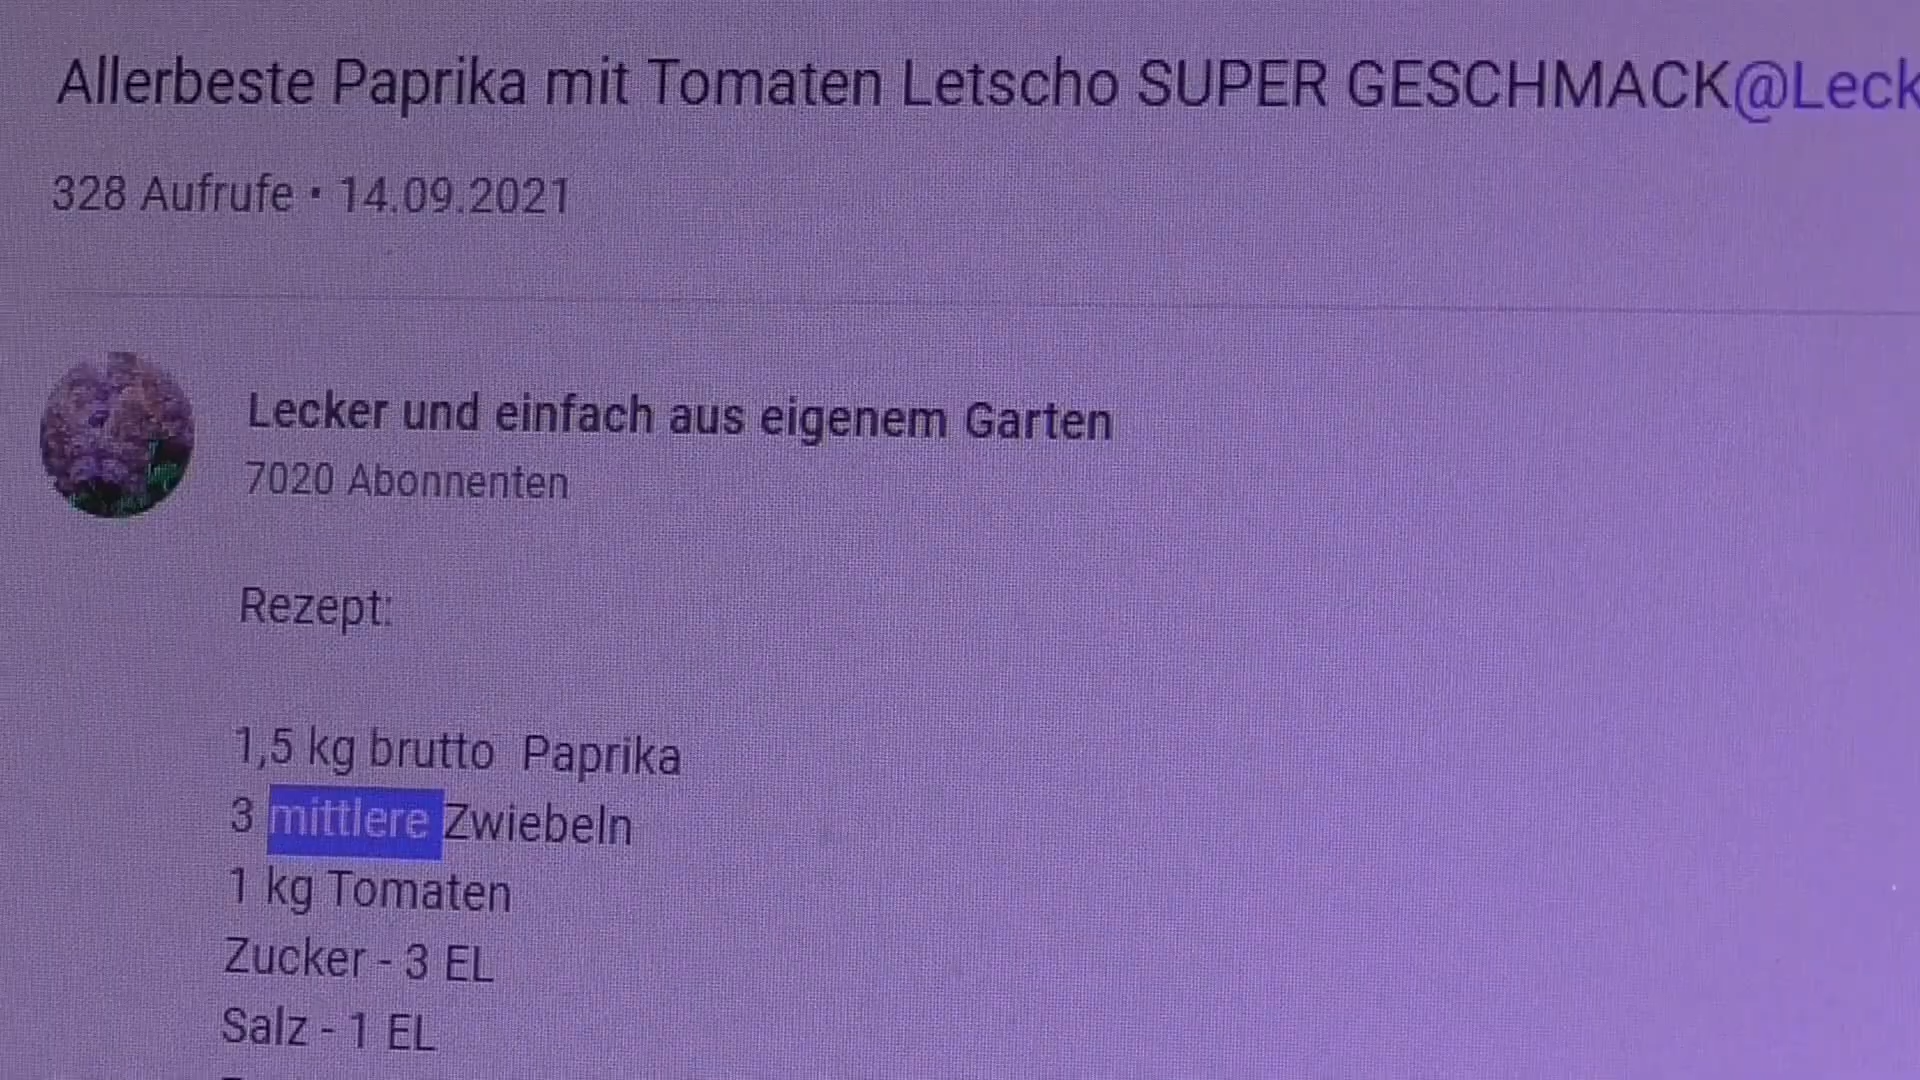 Allerbeste Paprika mit Tomaten Letscho SUPER GESCHMACK@Leck
328 Aufrufe • 14.09.2021
Lecker und einfach aus eigenem Garten
7020 Abonnenten
Rezept:
1,5 kg brutto Paprika
3 mittlere Zwiebeln
1 kg Tomaten
Zucker - 3 EL
Salz - 1 EL